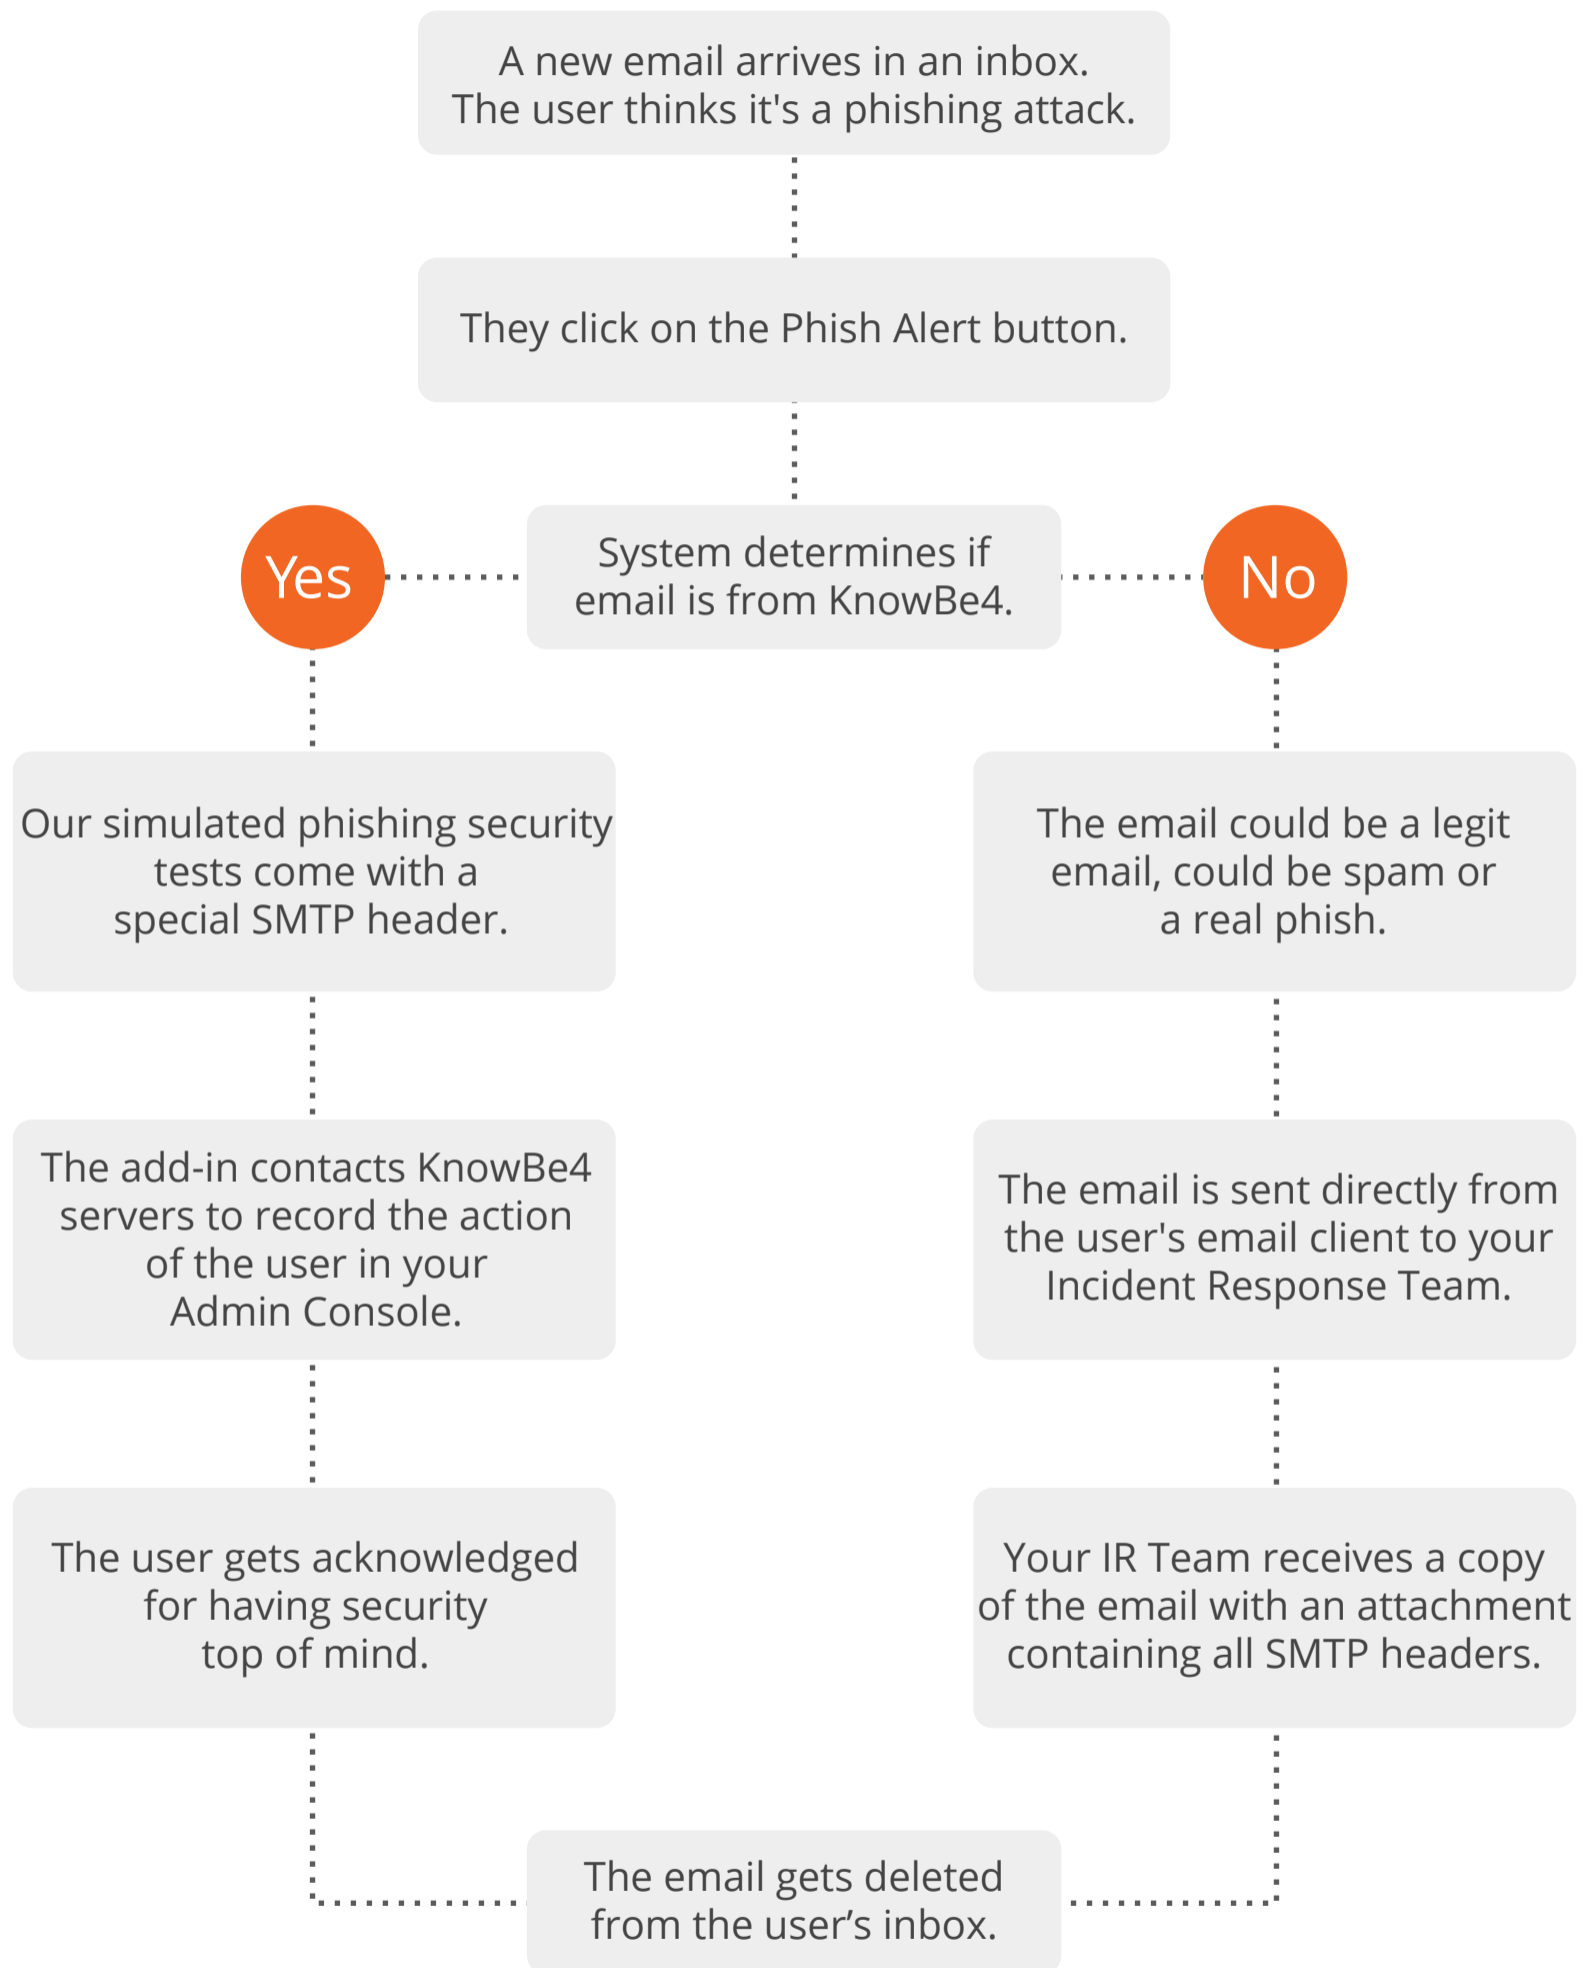 A new email arrives in an inbox.
The user thinks it's a phishing attack.
They click on the Phish Alert button.
Yes
System determines if
email is from KnowBe4.
No
Our simulated phishing security
tests come with a
special SMTP header.
The email could be a legit
email, could be spam or
a real phish.
The add-in contacts KnowBe4
servers to record the action
of the user in your
Admin Console.
The email is sent directly from
the user's email client to your
Incident Response Team.
The user gets acknowledged
for having security
top of mind.
Your IR Team receives a copy
of the email with an attachment
containing all SMTP headers.
The email gets deleted
from the user’s inbox.